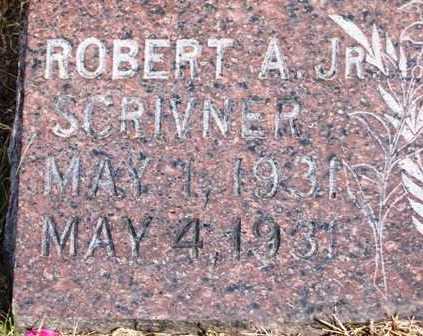 ROBERT A. JR.
SCRIVNER
MAY 1, 1931
MAY 4, 1931